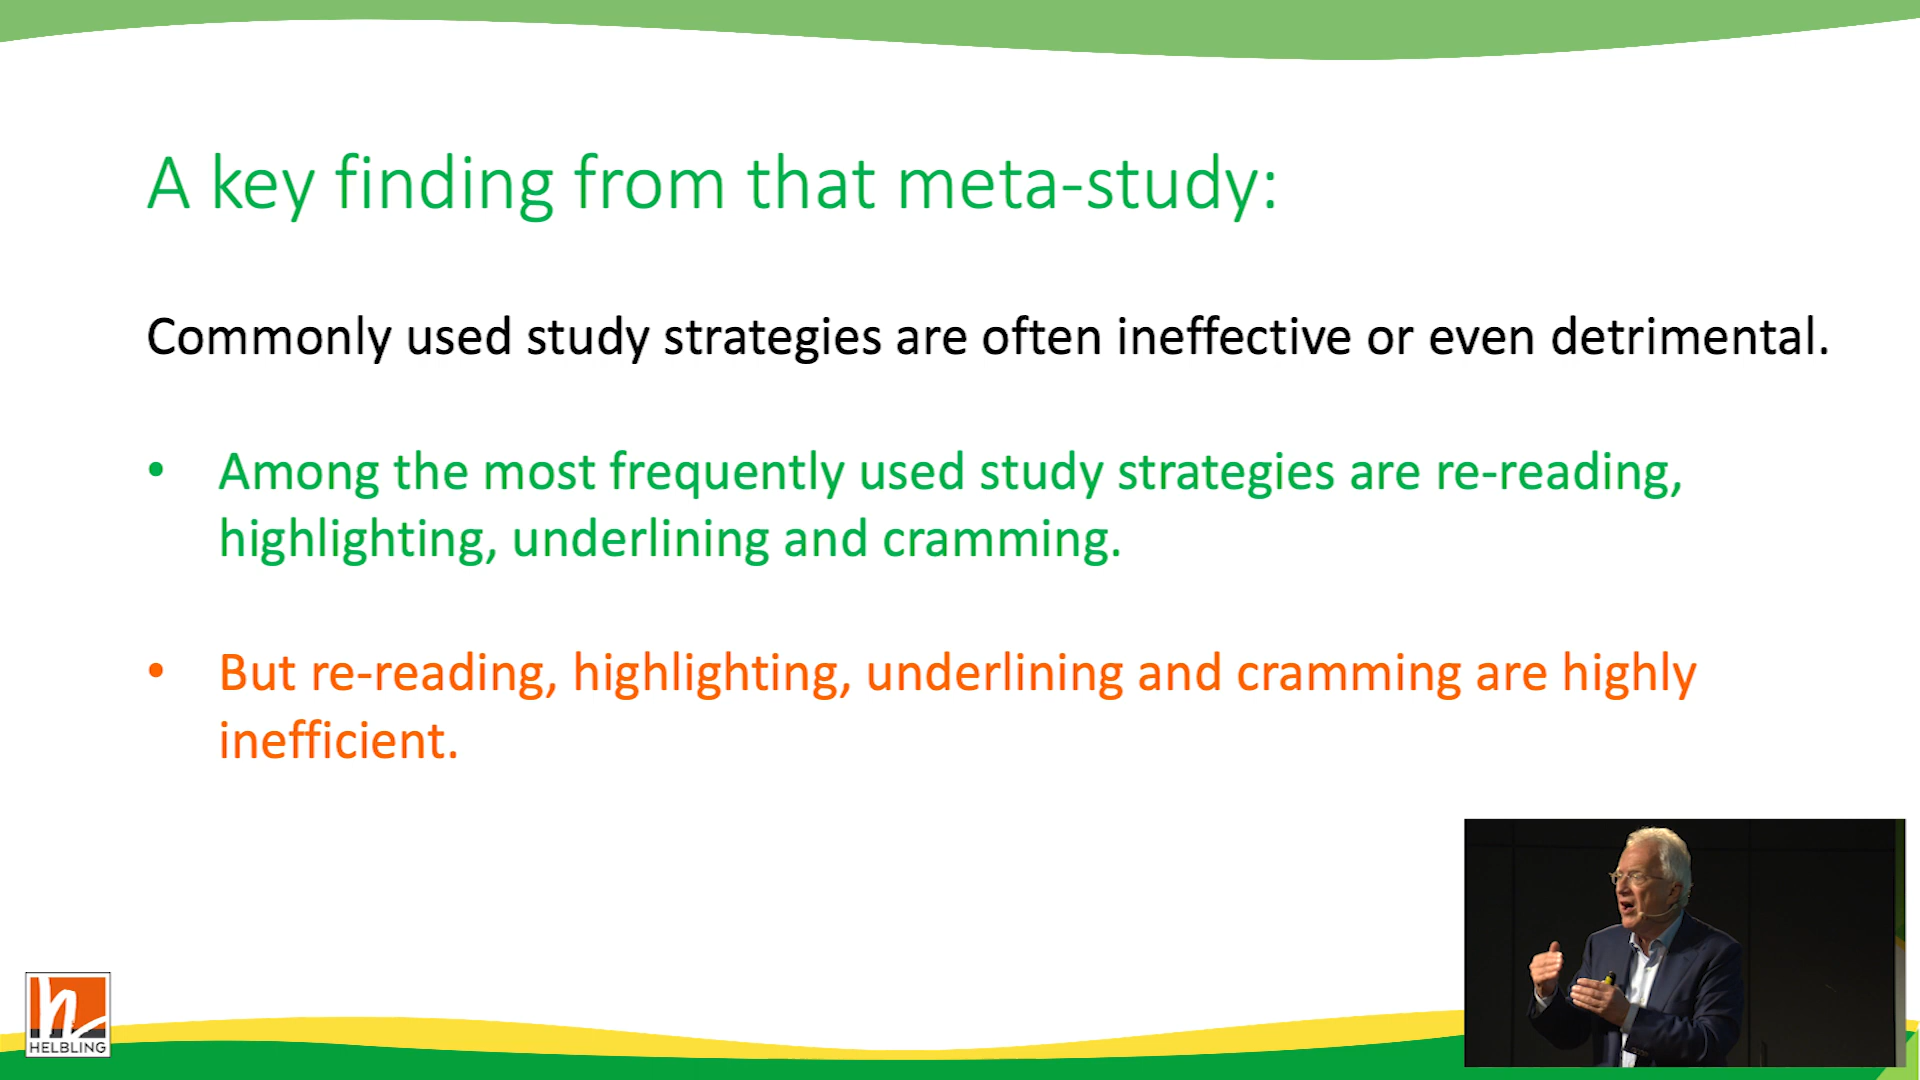 A key finding from that meta-study:
Commonly used study strategies are often ineffective or even detrimental.
• Among the most frequently used study strategies are re-reading,
highlighting, underlining and cramming.
• But re-reading, highlighting, underlining and cramming are highly
inefficient.
HELBLING